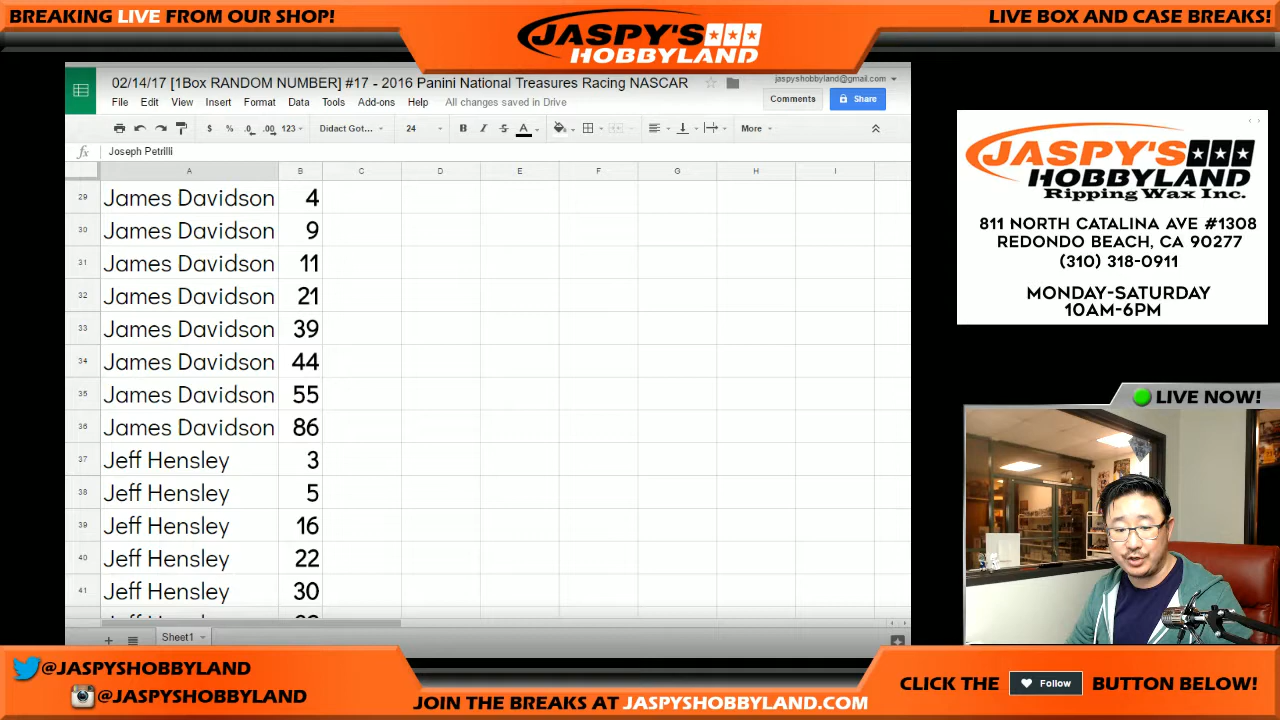 BREAKING LIVE FROM OUR SHOP!
JASPY'S
HOBBYLAND
LIVE BOX AND CASE BREAKS!
02/14/17 [1Box RANDOM NUMBER] #17 - 2016 Panini National Treasures Racing NASCAR
jaspyshobbyland@gmail.com
File Edit View Insert Format Data Tools Add-ons Help All changes saved in Drive
Comments
Share
$ % .0 .00 123 Didact Got... 24 B I S A More
fx Joseph Petrilli
A B C D E F G H I
29 James Davidson 4
30 James Davidson 9
31 James Davidson 11
32 James Davidson 21
33 James Davidson 39
34 James Davidson 44
35 James Davidson 55
36 James Davidson 86
37 Jeff Hensley 3
38 Jeff Hensley 5
39 Jeff Hensley 16
40 Jeff Hensley 22
41 Jeff Hensley 30
Sheet1
JASPY'S
HOBBYLAND
Ripping Wax Inc.
811 NORTH CATALINA AVE #1308
REDONDO BEACH, CA 90277
(310) 318-0911
MONDAY-SATURDAY
10AM-6PM
LIVE NOW!
@JASPYSHOBBYLAND
@JASPYSHOBBYLAND
JOIN THE BREAKS AT JASPYSHOBBYLAND.COM
CLICK THE Follow BUTTON BELOW!